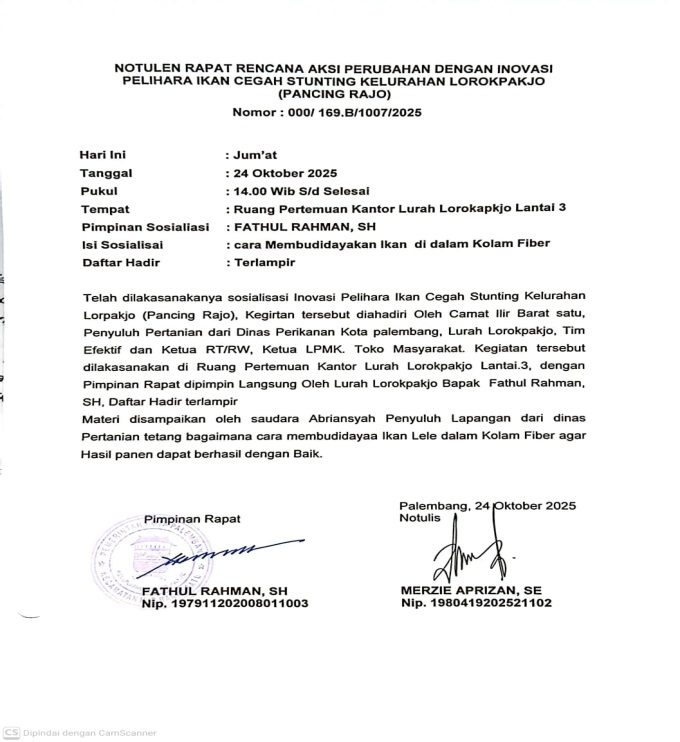 NOTULEN RAPAT RENCANA AKSI PERUBAHAN DENGAN INOVASI
PELIHARA IKAN CEGAH STUNTING KELURAHAN LOROKPAKJO
(PANCING RAJO)
Nomor : 000/ 169.B/1007/2025
Hari Ini : Jum'at
Tanggal : 24 Oktober 2025
Pukul : 14.00 Wib S/d Selesai
Tempat : Ruang Pertemuan Kantor Lurah Lorokapkjo Lantai 3
Pimpinan Sosialiasi : FATHUL RAHMAN, SH
Isi Sosialisai : cara Membudidayakan Ikan di dalam Kolam Fiber
Daftar Hadir : Terlampir
Telah dilakasanakanya sosialisasi Inovasi Pelihara Ikan Cegah Stunting Kelurahan
Lorpakjo (Pancing Rajo), Kegirtan tersebut diahadiri Oleh Camat Ilir Barat satu,
Penyuluh Pertanian dari Dinas Perikanan Kota palembang, Lurah Lorokpakjo, Tim
Efektif dan Ketua RT/RW, Ketua LPMK. Toko Masyarakat. Kegiatan tersebut
dilakasanakan di Ruang Pertemuan Kantor Lurah Lorokpakjo Lantai.3, dengan
Pimpinan Rapat dipimpin Langsung Oleh Lurah Lorokpakjo Bapak Fathul Rahman,
SH, Daftar Hadir terlampir
Materi disampaikan oleh saudara Abriansyah Penyuluh Lapangan dari dinas
Pertanian tetang bagaimana cara membudidayaa Ikan Lele dalam Kolam Fiber agar
Hasil panen dapat berhasil dengan Baik.
Palembang, 24 Oktober 2025
Pimpinan Rapat
Notulis
FATHUL RAHMAN, SH
Nip. 197911202008011003
MERZIE APRIZAN, SE
Nip. 1980419202521102
CS Dipindai dengan CamScanner